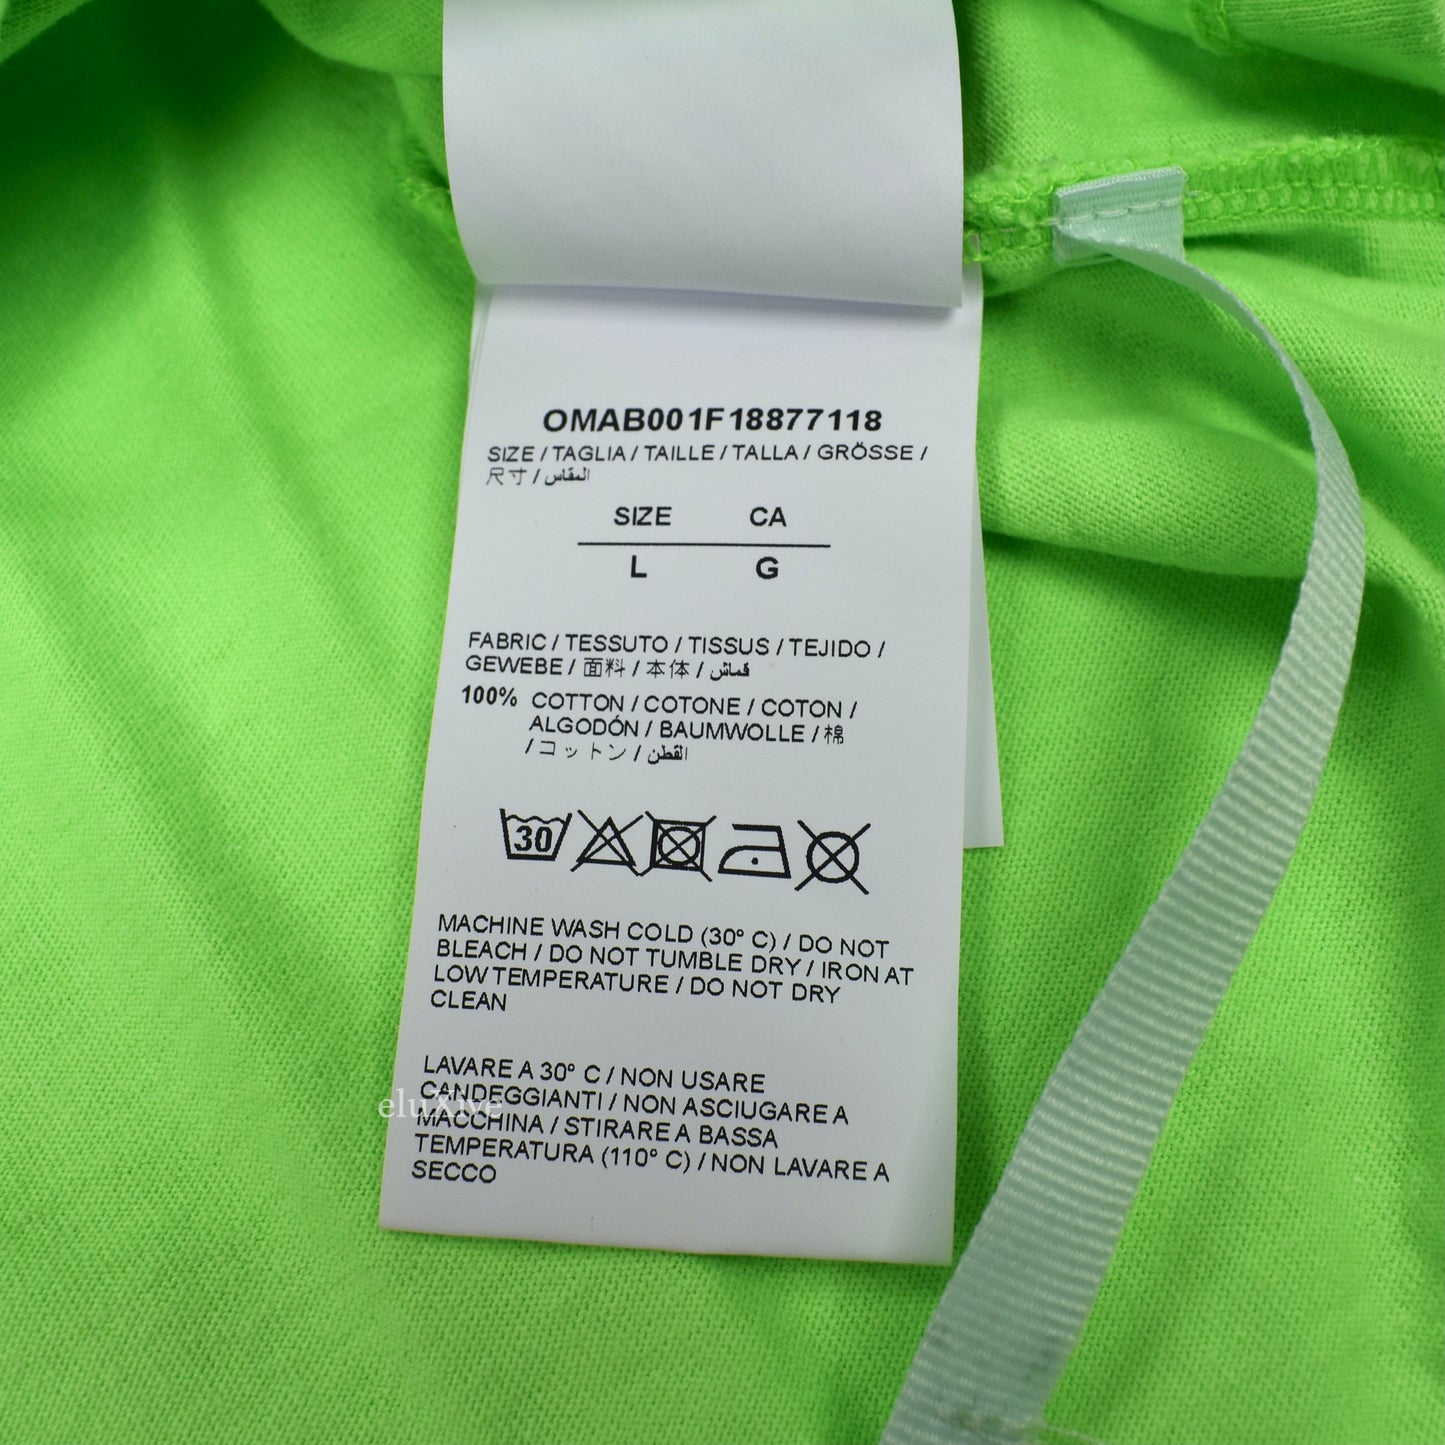 OMAB001F18877118
SIZE / TAGLIA / TAILLE / TALLA / GRÖSSE /
尺寸 / المقاس
SIZE CA
L G
FABRIC / TESSUTO / TISSUS / TEJIDO /
GEWEBE / 面料 / 本体 / قماش
100% COTTON / COTONE / COTON /
ALGODÓN / BAUMWOLLE / 棉
/ コットン / القطن
30
MACHINE WASH COLD (30° C) / DO NOT
BLEACH / DO NOT TUMBLE DRY / IRON AT
LOW TEMPERATURE / DO NOT DRY
CLEAN
LAVARE A 30° C / NON USARE
CANDEGGIANTI / NON ASCIUGARE A
eluXive
MACCHINA / STIRARE A BASSA
TEMPERATURA (110° C) / NON LAVARE A
SECCO